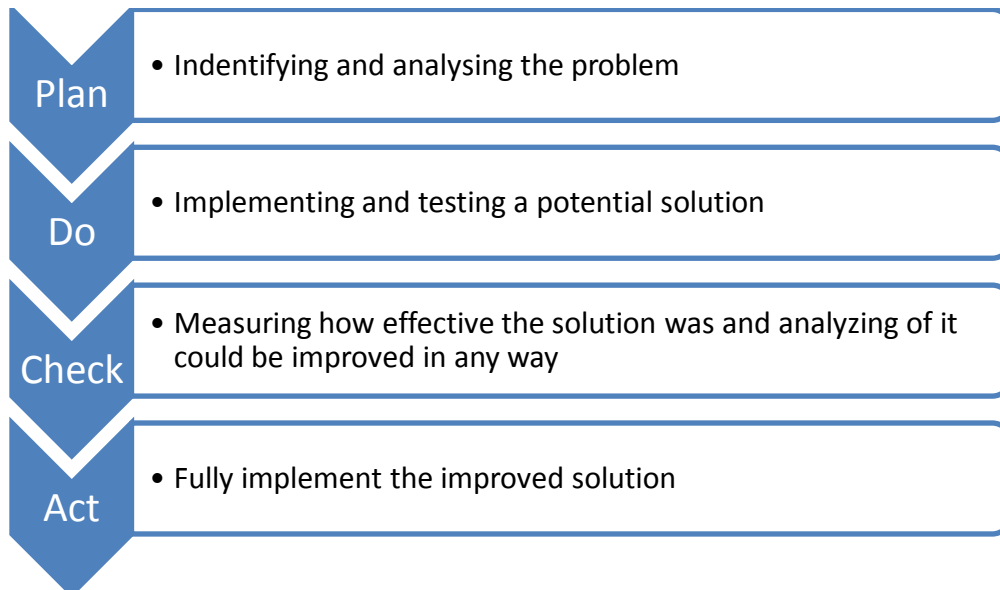 Plan
• Indentifying and analysing the problem
Do
• Implementing and testing a potential solution
Check
• Measuring how effective the solution was and analyzing of it
could be improved in any way
Act
• Fully implement the improved solution